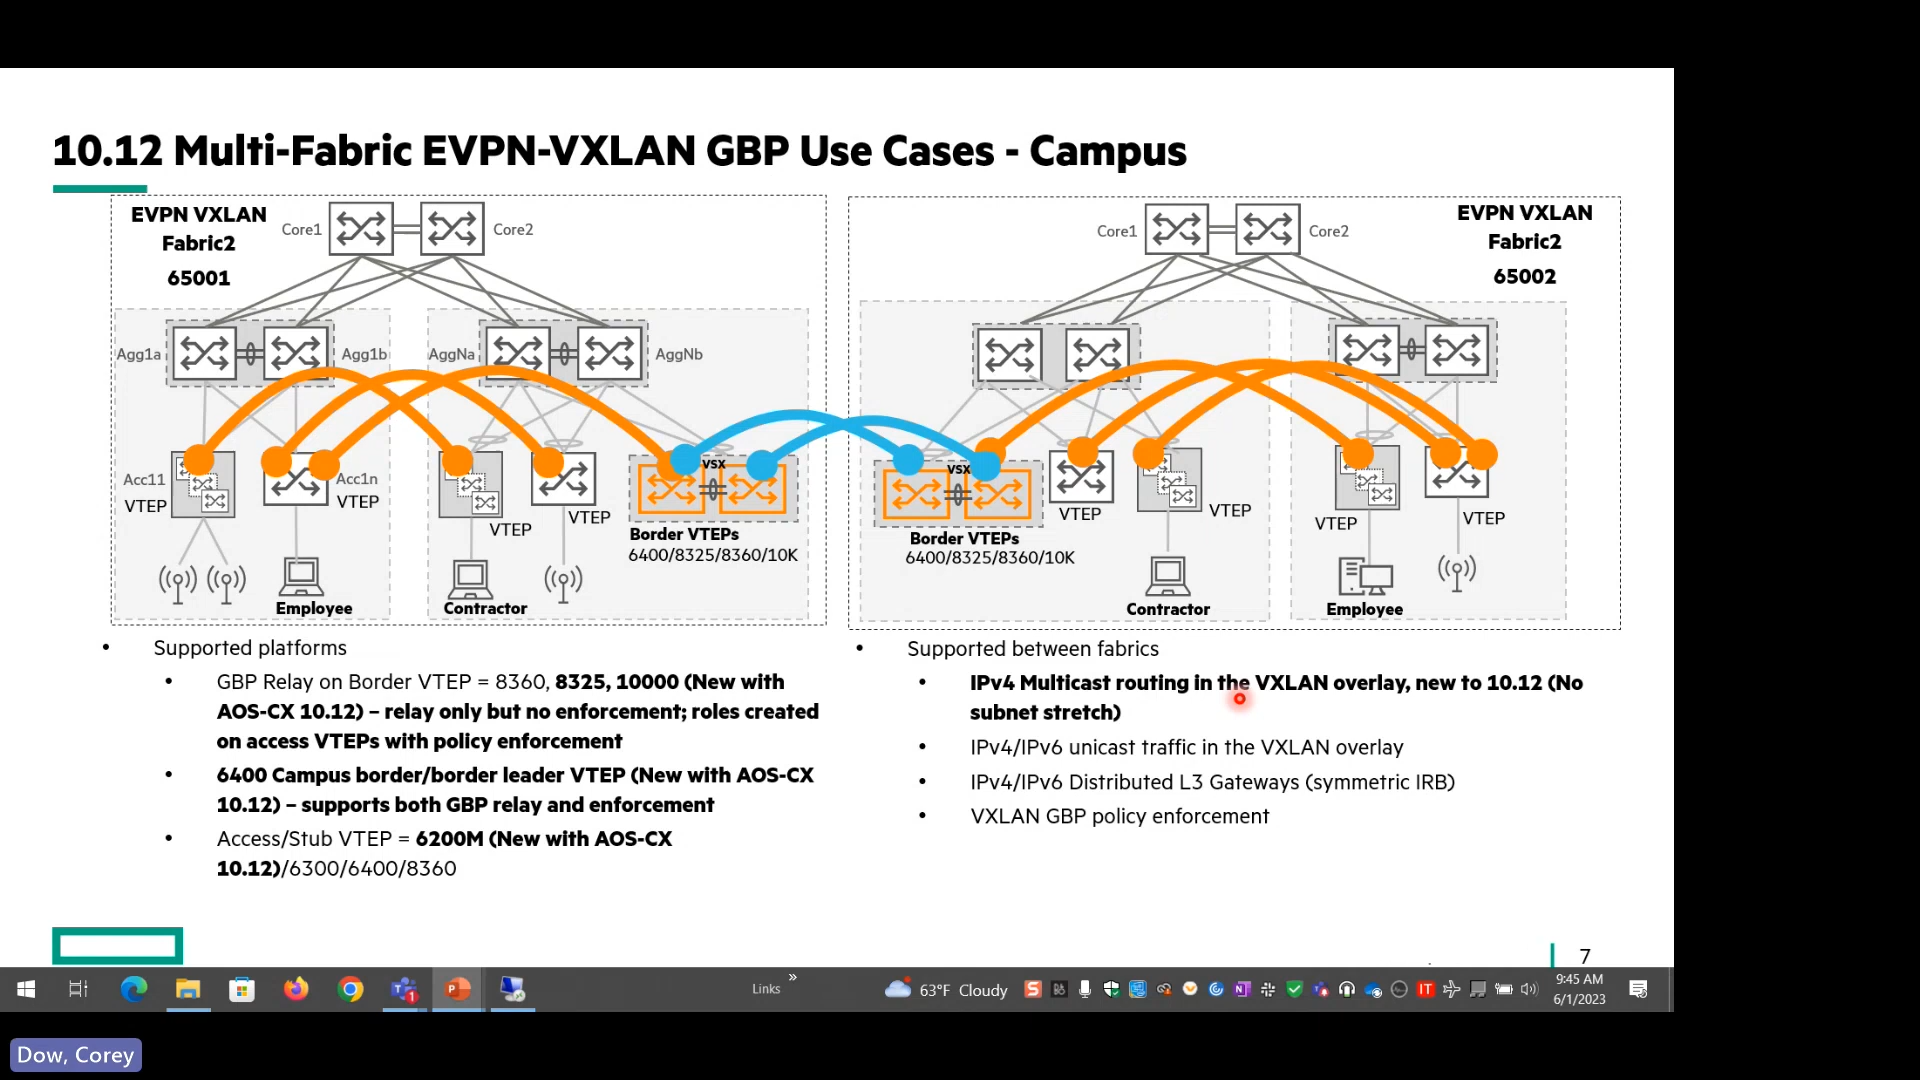 10.12 Multi-Fabric EVPN-VXLAN GBP Use Cases - Campus
EVPN VXLAN
Fabric2
65001
Core1
Core2
Agg1a
Agg1b
AggNa
AggNb
Acc11
VTEP
Acc1n
VTEP
VTEP
VTEP
VSX
Border VTEPs
6400/8325/8360/10K
Employee
Contractor
EVPN VXLAN
Fabric2
65002
Core1
Core2
VSX
Border VTEPs
6400/8325/8360/10K
VTEP
VTEP
VTEP
VTEP
Contractor
Employee
• Supported platforms
• GBP Relay on Border VTEP = 8360, 8325, 10000 (New with
AOS-CX 10.12) – relay only but no enforcement; roles created
on access VTEPs with policy enforcement
• 6400 Campus border/border leader VTEP (New with AOS-CX
10.12) – supports both GBP relay and enforcement
• Access/Stub VTEP = 6200M (New with AOS-CX
10.12)/6300/6400/8360
• Supported between fabrics
• IPv4 Multicast routing in the VXLAN overlay, new to 10.12 (No
subnet stretch)
• IPv4/IPv6 unicast traffic in the VXLAN overlay
• IPv4/IPv6 Distributed L3 Gateways (symmetric IRB)
• VXLAN GBP policy enforcement
7
Links
63°F Cloudy
9:45 AM
6/1/2023
Dow, Corey